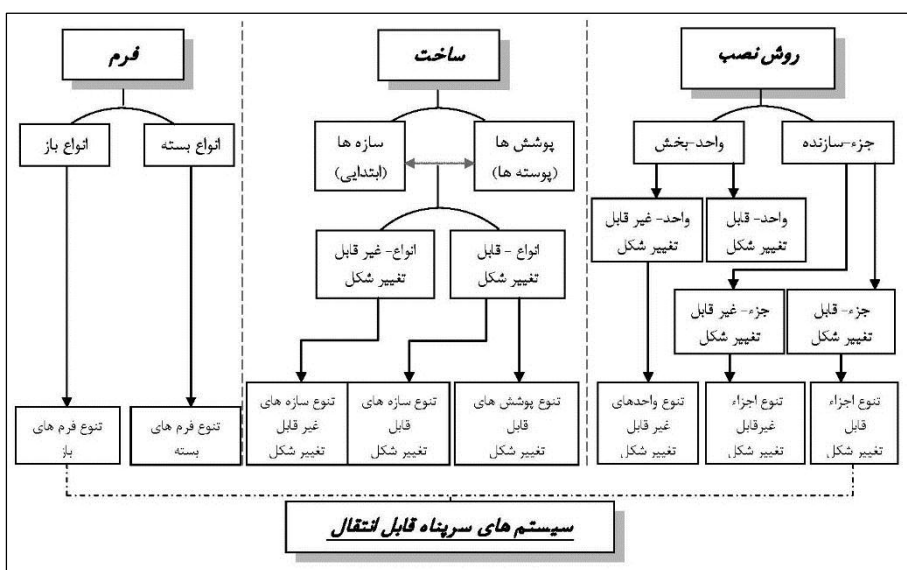 روش نصب
ساخت
فرم
جزء-سازنده
واحد-بخش
پوشش ها
(پوسته ها)
سازه ها
(ابتدایی)
انواع بسته
انواع باز
واحد- قابل
تغییر شکل
واحد- غیر قابل
تغییر شکل
انواع - قابل
تغییر شکل
انواع- غیر قابل
تغییر شکل
جزء- قابل
تغییر شکل
جزء- غیر قابل
تغییر شکل
تنوع اجزاء
قابل
تغییر شکل
تنوع اجزاء
غیرقابل
تغییر شکل
تنوع واحدهای
غیر قابل
تغییر شکل
تنوع پوشش های
قابل
تغییر شکل
تنوع سازه های
قابل
تغییر شکل
تنوع سازه های
غیر قابل
تغییر شکل
تنوع فرم های
بسته
تنوع فرم های
باز
سیستم های سرپناه قابل انتقال